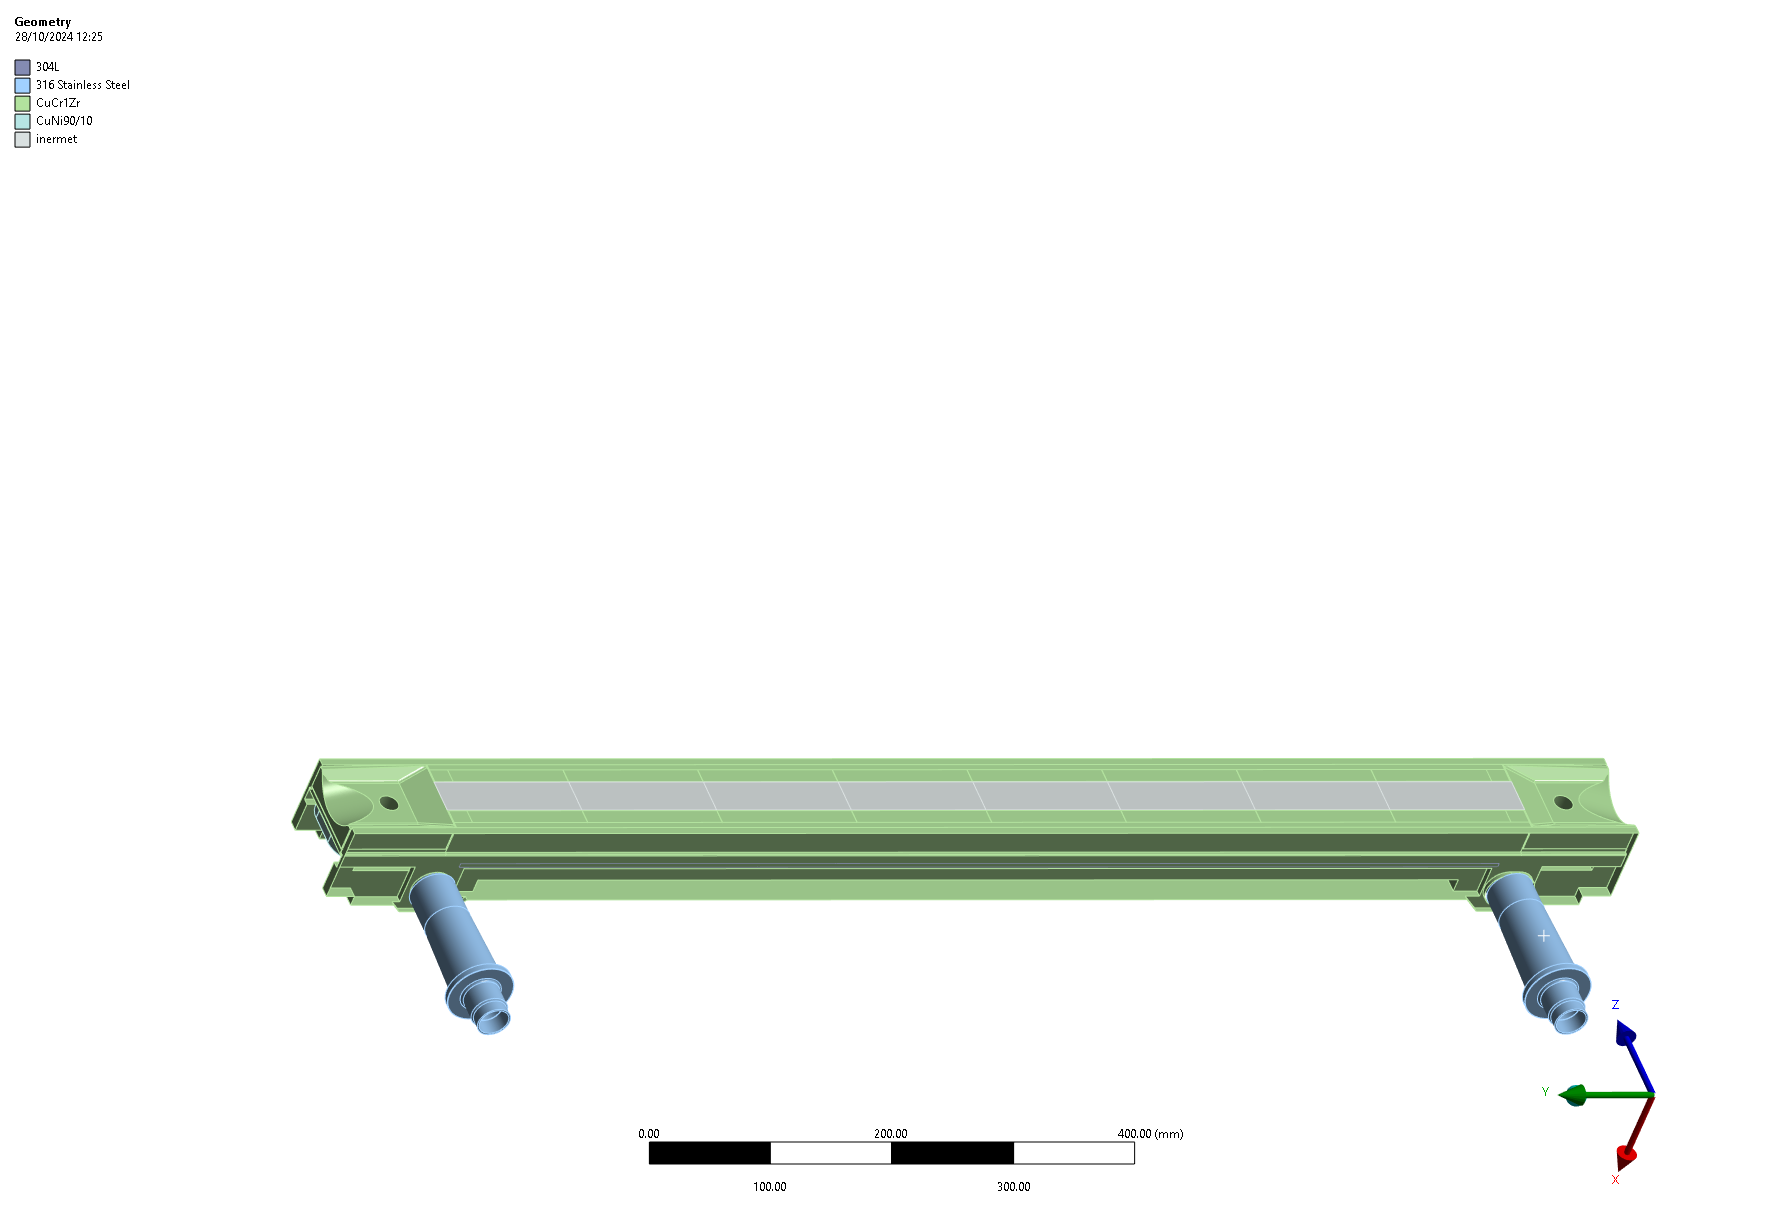 Geometry
28/10/2024 12:25
304L
316 Stainless Steel
CuCr1Zr
CuNi90/10
inermet
Z
Y
X
0.00 200.00 400.00 (mm)
100.00 300.00